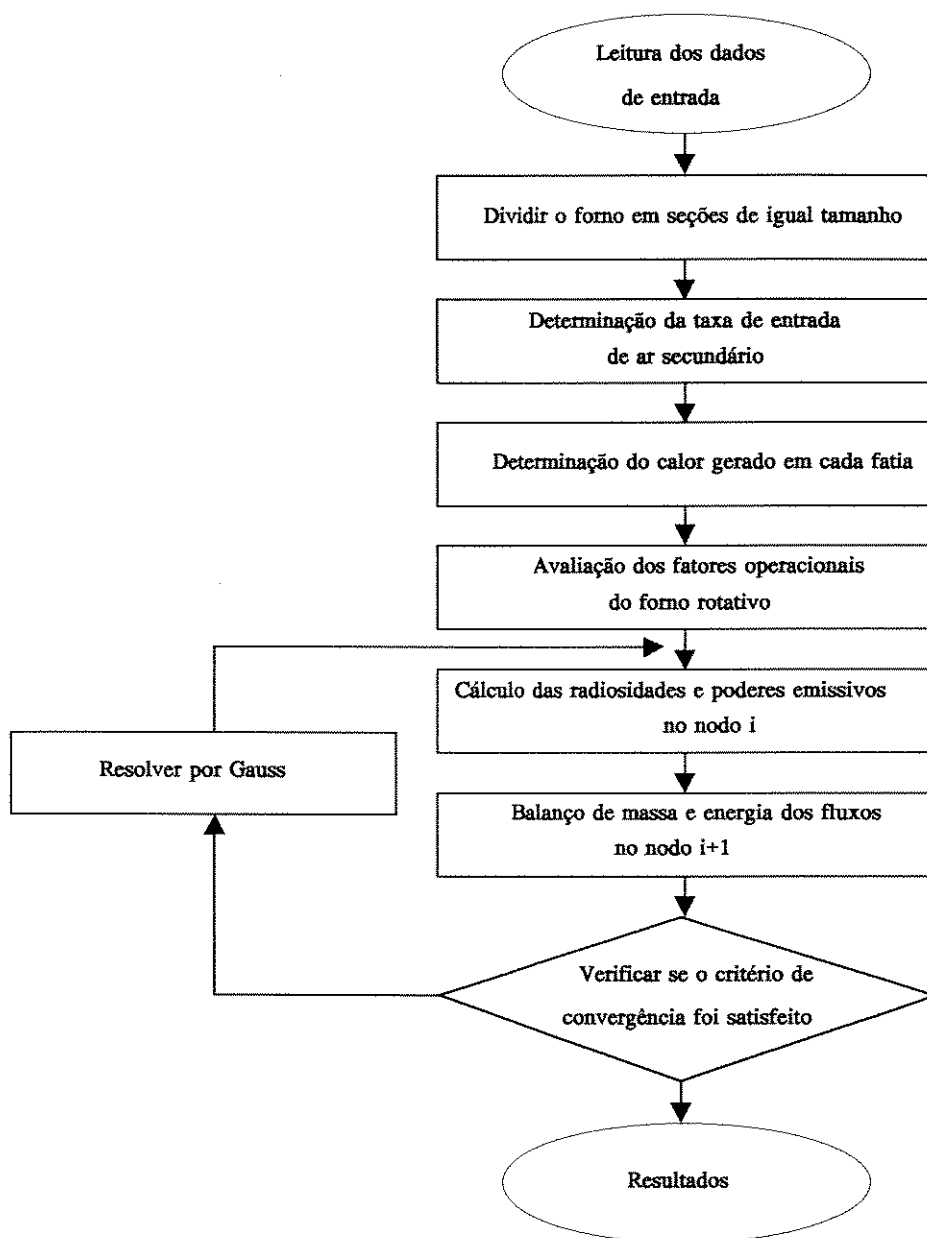 Leitura dos dados
de entrada
Dividir o forno em seções de igual tamanho
Determinação da taxa de entrada
de ar secundário
Determinação do calor gerado em cada fatia
Avaliação dos fatores operacionais
do forno rotativo
Cálculo das radiosidades e poderes emissivos
no nodo i
Resolver por Gauss
Balanço de massa e energia dos fluxos
no nodo i+1
Verificar se o critério de
convergência foi satisfeito
Resultados